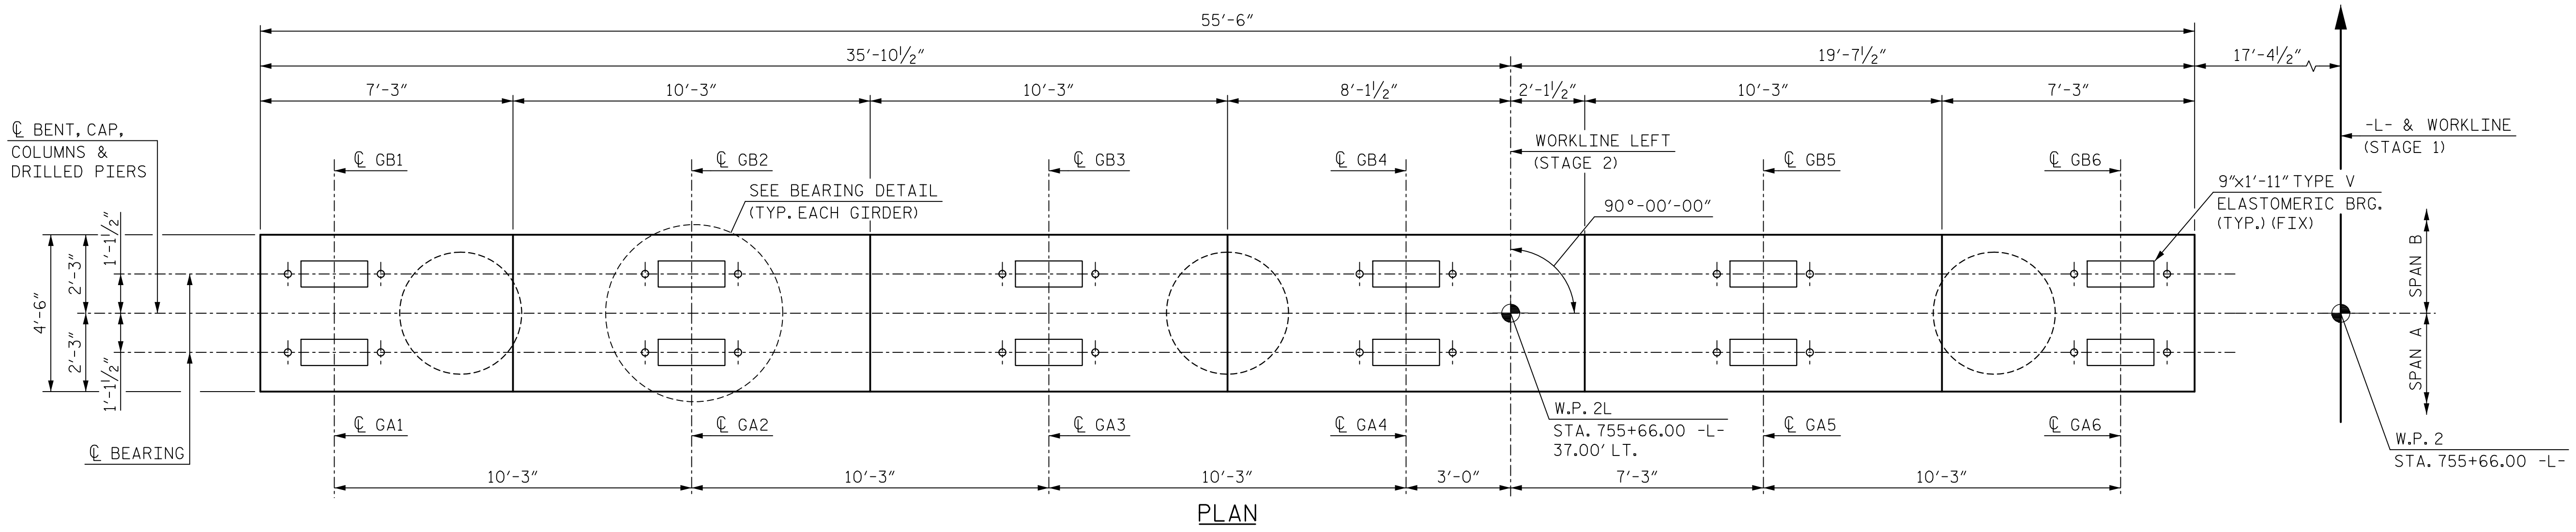 55'-6"
35'-10½"
19'-7½"
17'-4½"
7'-3"
10'-3"
10'-3"
8'-1½"
2'-1½"
10'-3"
7'-3"
℄ BENT, CAP,
COLUMNS &
DRILLED PIERS
WORKLINE LEFT
(STAGE 2)
-L- & WORKLINE
(STAGE 1)
℄ GB1
℄ GB2
℄ GB3
℄ GB4
℄ GB5
℄ GB6
SEE BEARING DETAIL
(TYP. EACH GIRDER)
90°-00'-00"
9"x1'-11" TYPE V
ELASTOMERIC BRG.
(TYP.) (FIX)
4'-6"
2'-3"
2'-3"
1'-1½"
1'-1½"
SPAN B
SPAN A
℄ BEARING
℄ GA1
℄ GA2
℄ GA3
℄ GA4
℄ GA5
℄ GA6
W.P. 2L
STA. 755+66.00 -L-
37.00' LT.
W.P. 2
STA. 755+66.00 -L-
10'-3"
10'-3"
10'-3"
3'-0"
7'-3"
10'-3"
PLAN